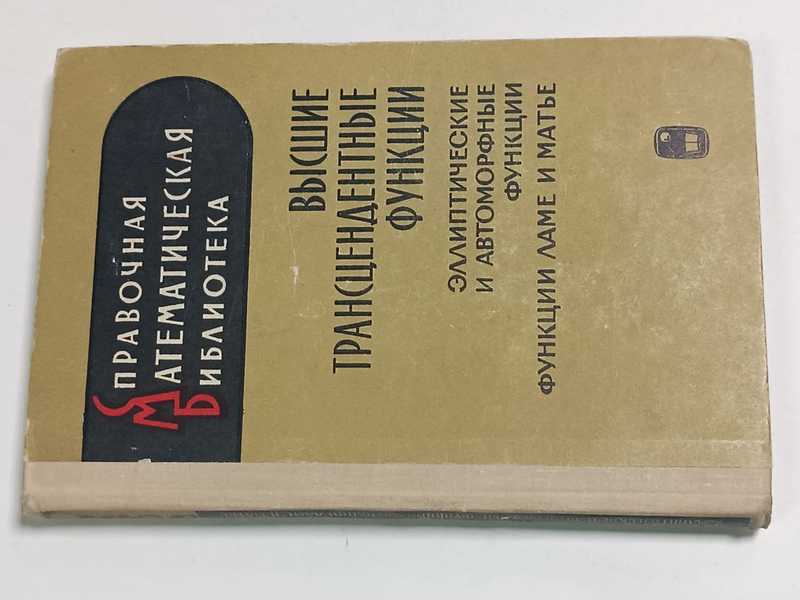 СПРАВОЧНАЯ
МАТЕМАТИЧЕСКАЯ
БИБЛИОТЕКА
ВЫСШИЕ
ТРАНСЦЕНДЕНТНЫЕ
ФУНКЦИИ
ЭЛЛИПТИЧЕСКИЕ
И АВТОМОРФНЫЕ
ФУНКЦИИ
ФУНКЦИИ ЛАМЕ И МАТЬЕ